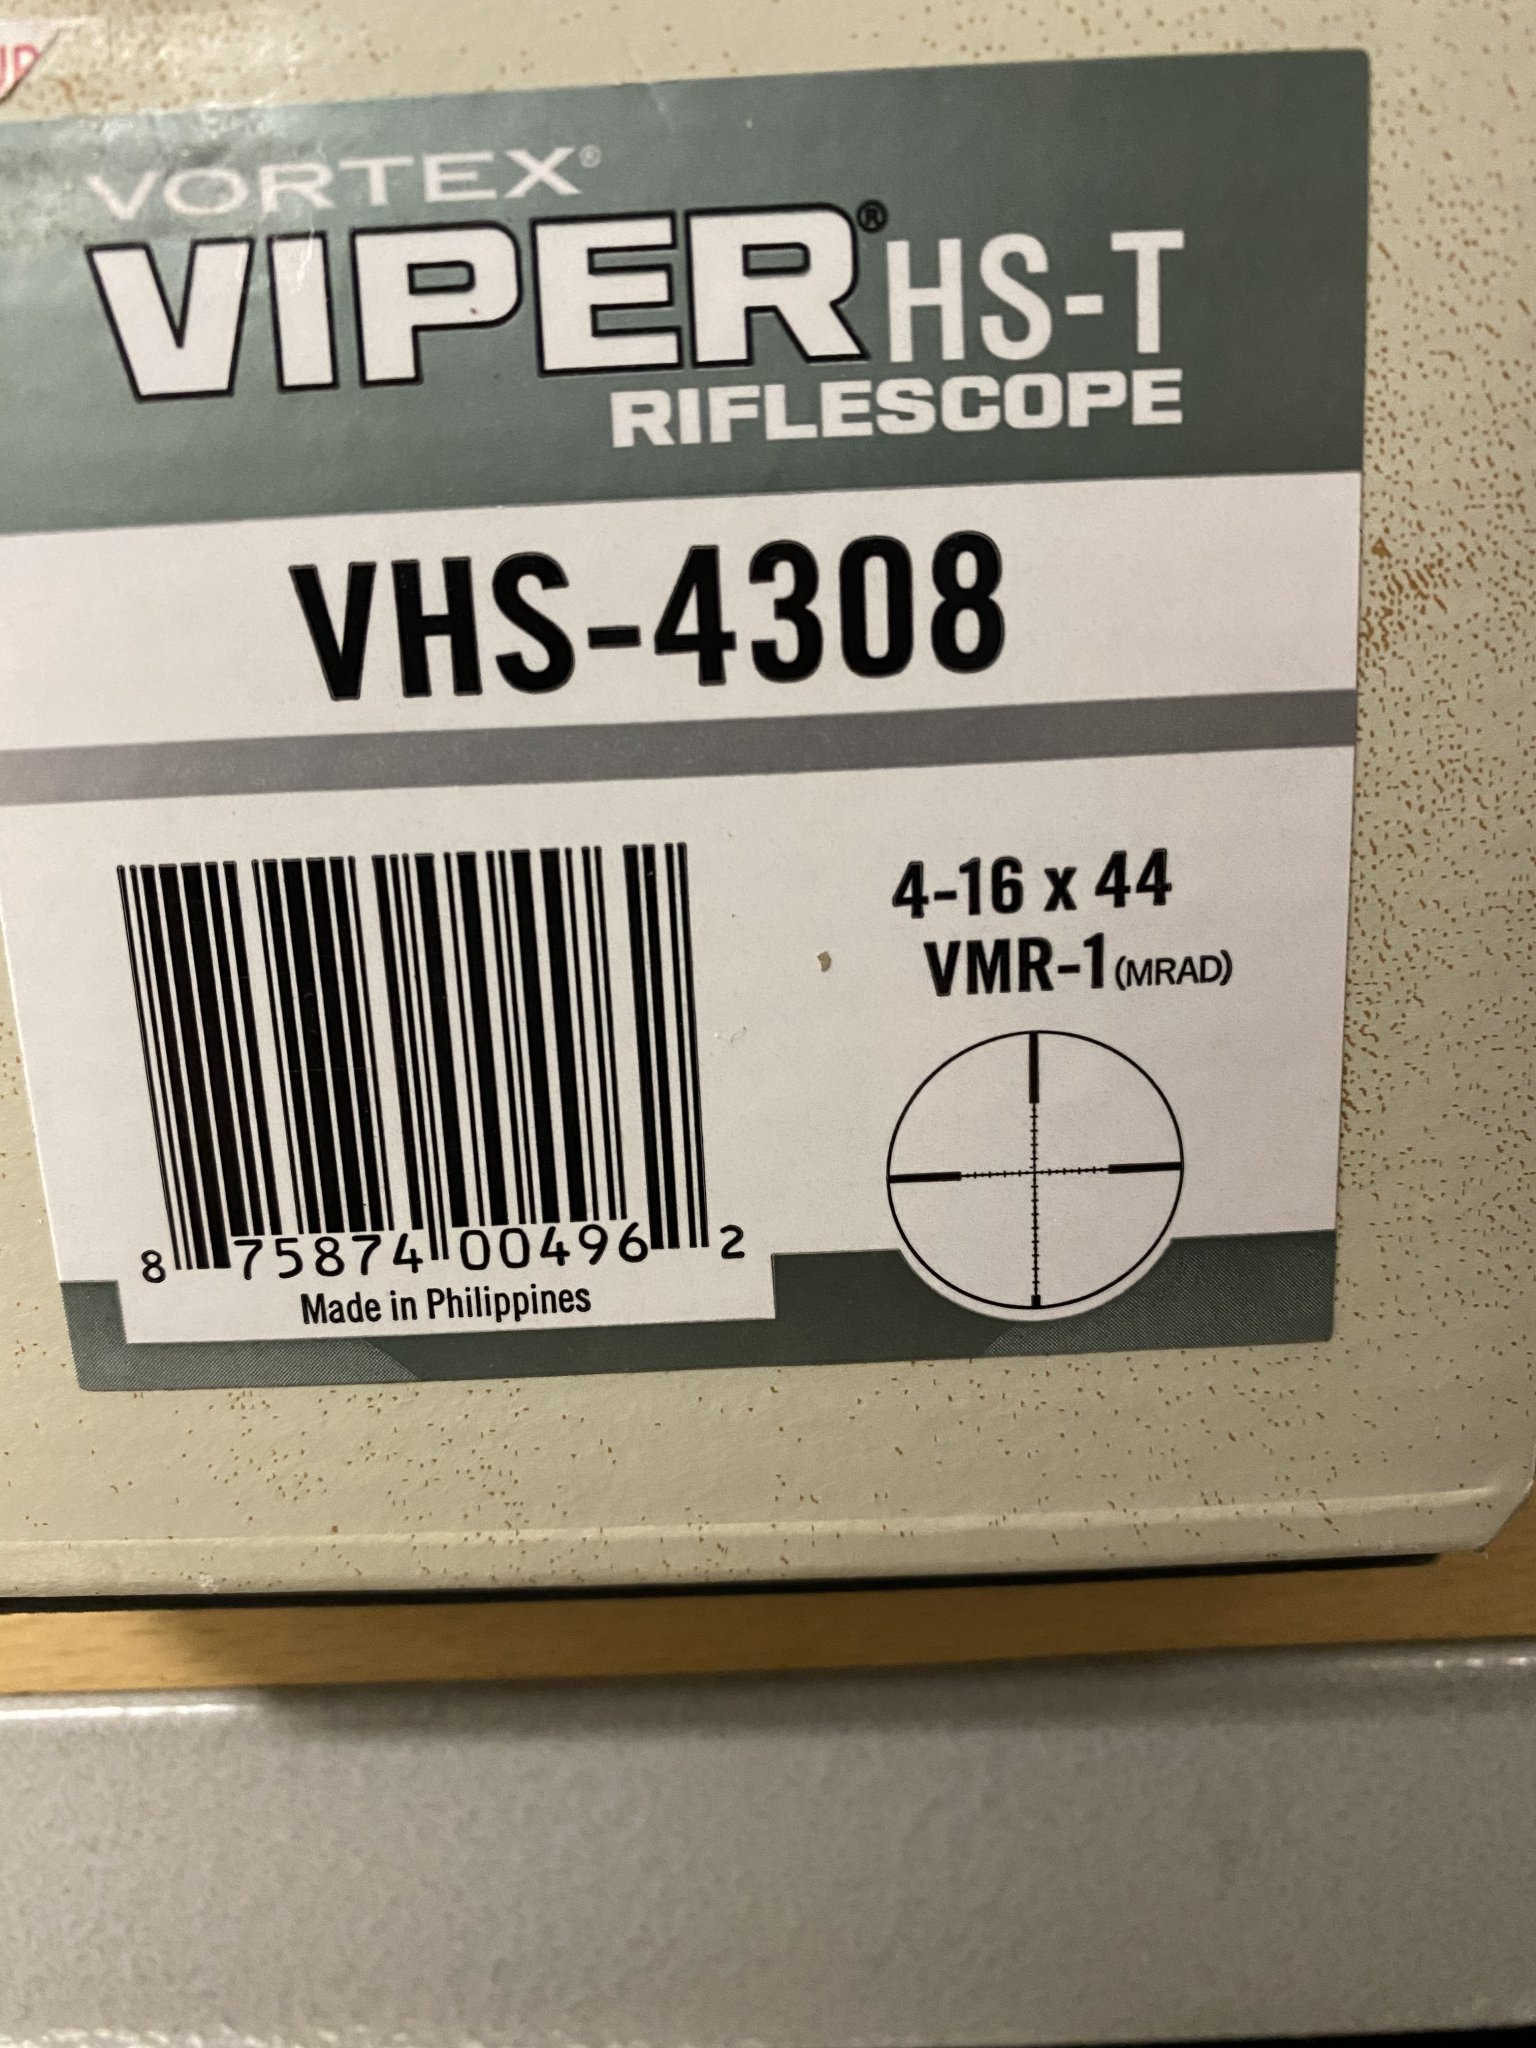 VORTEX®
VIPER® HS-T
RIFLESCOPE
VHS-4308
4-16 x 44
VMR-1 (MRAD)
8 75874 00496 2
Made in Philippines